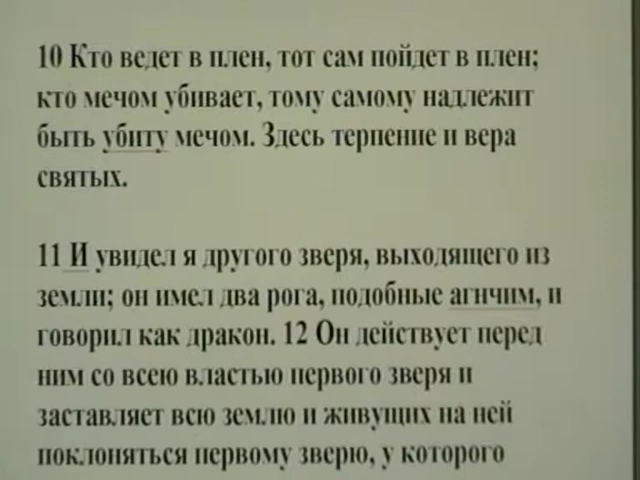 10 Кто ведет в плен, тот сам пойдет в плен;
кто мечом убивает, тому самому надлежит
быть убиту мечом. Здесь терпение и вера
святых.
11 И увидел я другого зверя, выходящего из
земли; он имел два рога, подобные агнчим, и
говорил как дракон. 12 Он действует перед
ним со всею властью первого зверя и
заставляет всю землю и живущих на ней
поклоняться первому зверю, у которого